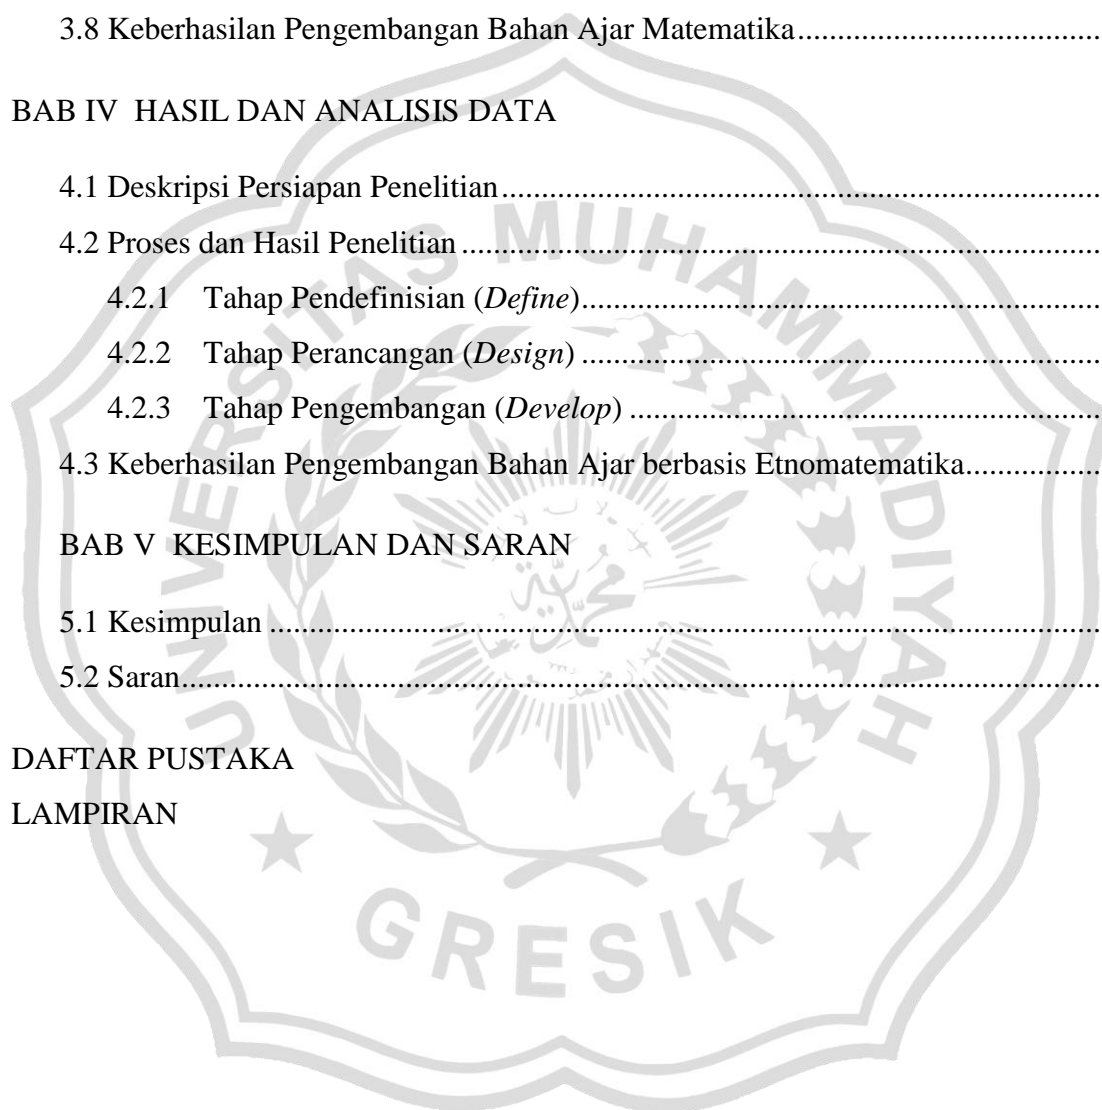 3.8 Keberhasilan Pengembangan Bahan Ajar Matematika......................................
BAB IV HASIL DAN ANALISIS DATA
4.1 Deskripsi Persiapan Penelitian...........................................................................
4.2 Proses dan Hasil Penelitian................................................................................
4.2.1 Tahap Pendefinisian (Define).................................................................
4.2.2 Tahap Perancangan (Design).................................................................
4.2.3 Tahap Pengembangan (Develop)...........................................................
4.3 Keberhasilan Pengembangan Bahan Ajar berbasis Etnomatematika.................
BAB V KESIMPULAN DAN SARAN
5.1 Kesimpulan........................................................................................................
5.2 Saran...................................................................................................................
DAFTAR PUSTAKA
LAMPIRAN
UNIVERSITAS MUHAMMADIYAH
GRESIK